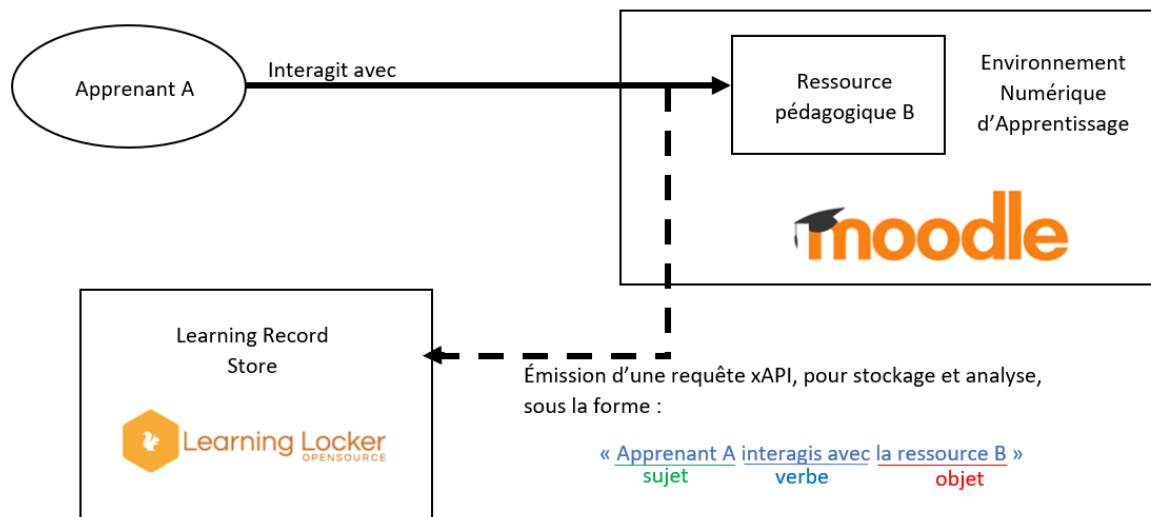 Apprenant A
Interagit avec
Ressource
pédagogique B
Environnement
Numérique
d’Apprentissage
moodle
Learning Record
Store
Learning Locker
OPENSOURCE
Émission d’une requête xAPI, pour stockage et analyse,
sous la forme :
« Apprenant A interagis avec la ressource B »
sujet verbe objet